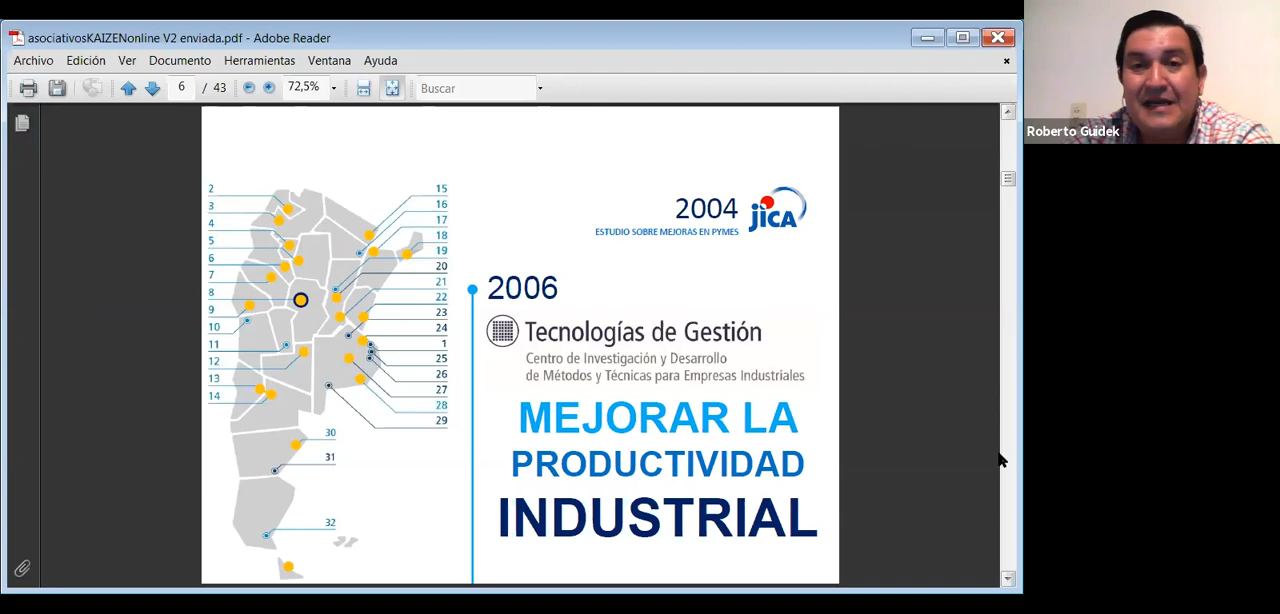 asociativosKAIZENonline V2 enviada.pdf - Adobe Reader
Archivo Edición Ver Documento Herramientas Ventana Ayuda
6 / 43 72,5% Buscar
Roberto Guidek
2
3
4
5
6
7
8
9
10
11
12
13
14
15
16
17
18
19
20
21
22
23
24
1
25
26
27
28
29
30
31
32
2004
JICA
ESTUDIO SOBRE MEJORAS EN PYMES
2006
Tecnologías de Gestión
Centro de Investigación y Desarrollo
de Métodos y Técnicas para Empresas Industriales
MEJORAR LA
PRODUCTIVIDAD
INDUSTRIAL